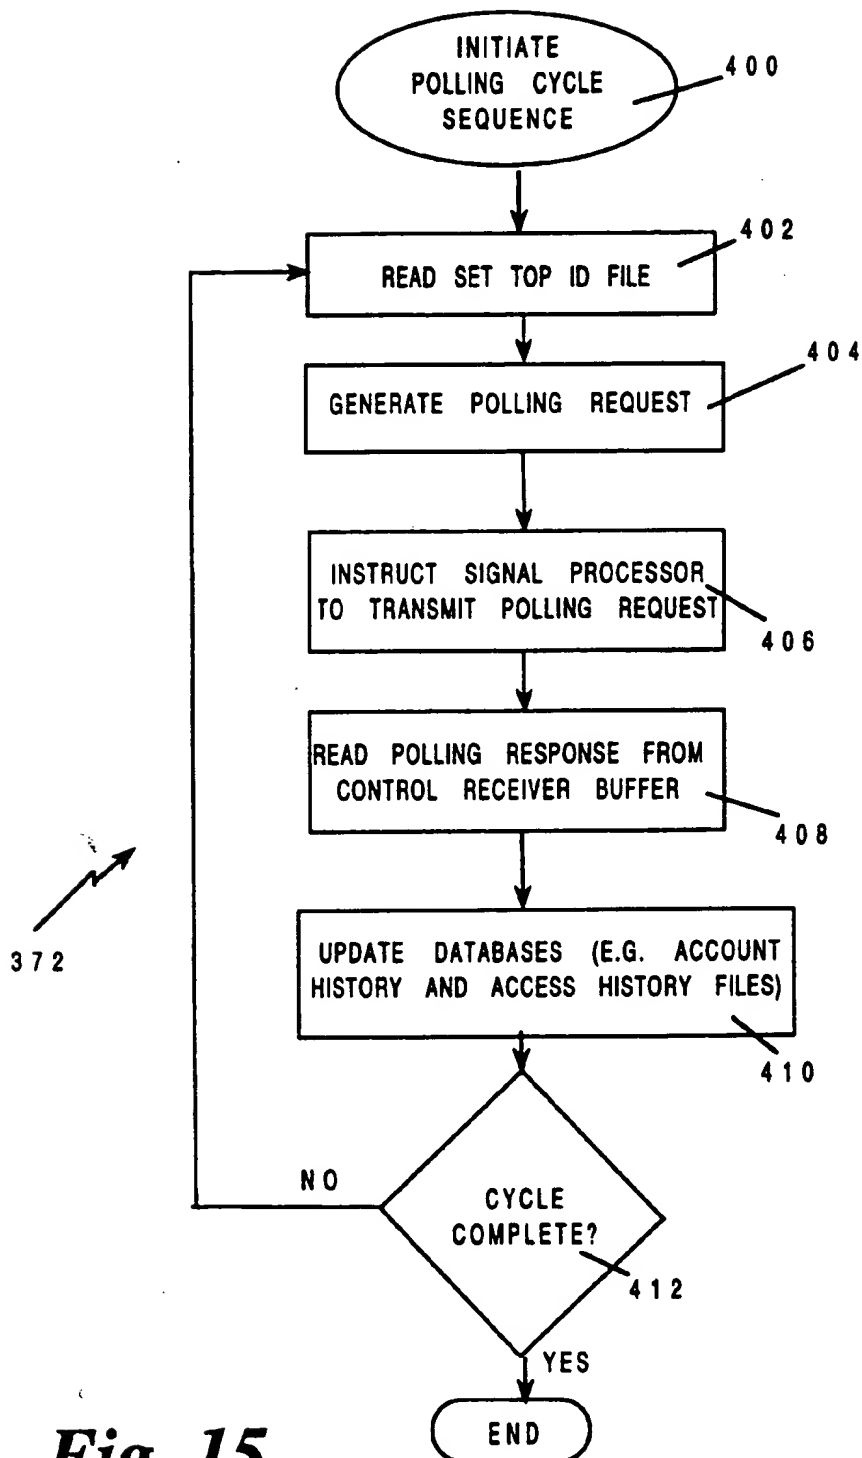 INITIATE
POLLING CYCLE
SEQUENCE
400
402
READ SET TOP ID FILE
404
GENERATE POLLING REQUEST
INSTRUCT SIGNAL PROCESSOR
TO TRANSMIT POLLING REQUEST
406
READ POLLING RESPONSE FROM
CONTROL RECEIVER BUFFER
408
372
UPDATE DATABASES (E.G. ACCOUNT
HISTORY AND ACCESS HISTORY FILES)
410
NO
CYCLE
COMPLETE?
412
YES
END
Fig. 15